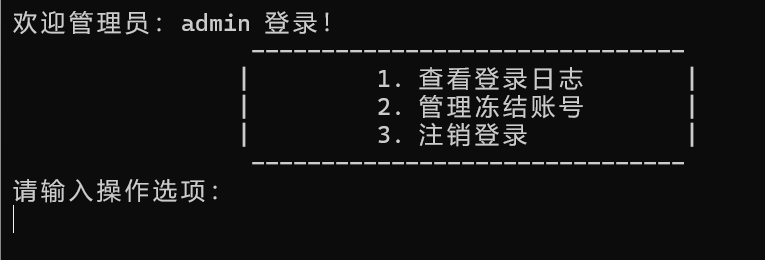 欢迎管理员：admin 登录！
-------------------------------
|         1. 查看登录日志       |
|         2. 管理冻结账号       |
|         3. 注销登录           |
-------------------------------
请输入操作选项：